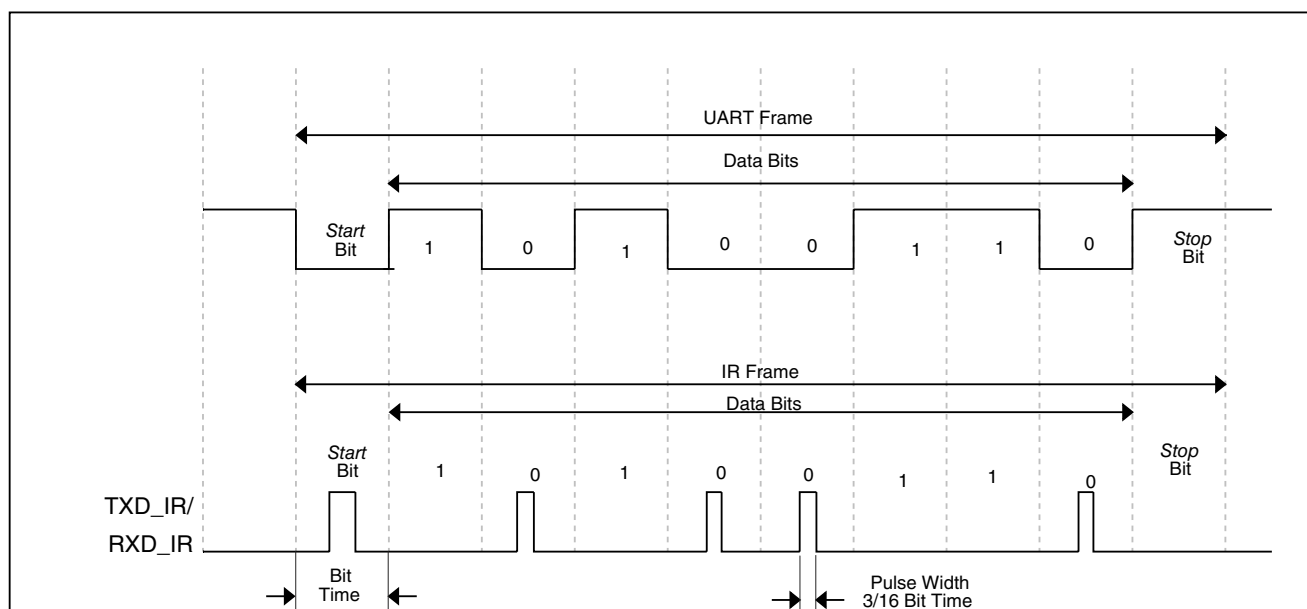 UART Frame
Data Bits
Start
Bit
1 0 1 0 0 1 1 0
Stop
Bit
IR Frame
Data Bits
Start
Bit
1 0 1 0 0 1 1 0
Stop
Bit
TXD_IR/
RXD_IR
Bit
Time
Pulse Width
3/16 Bit Time